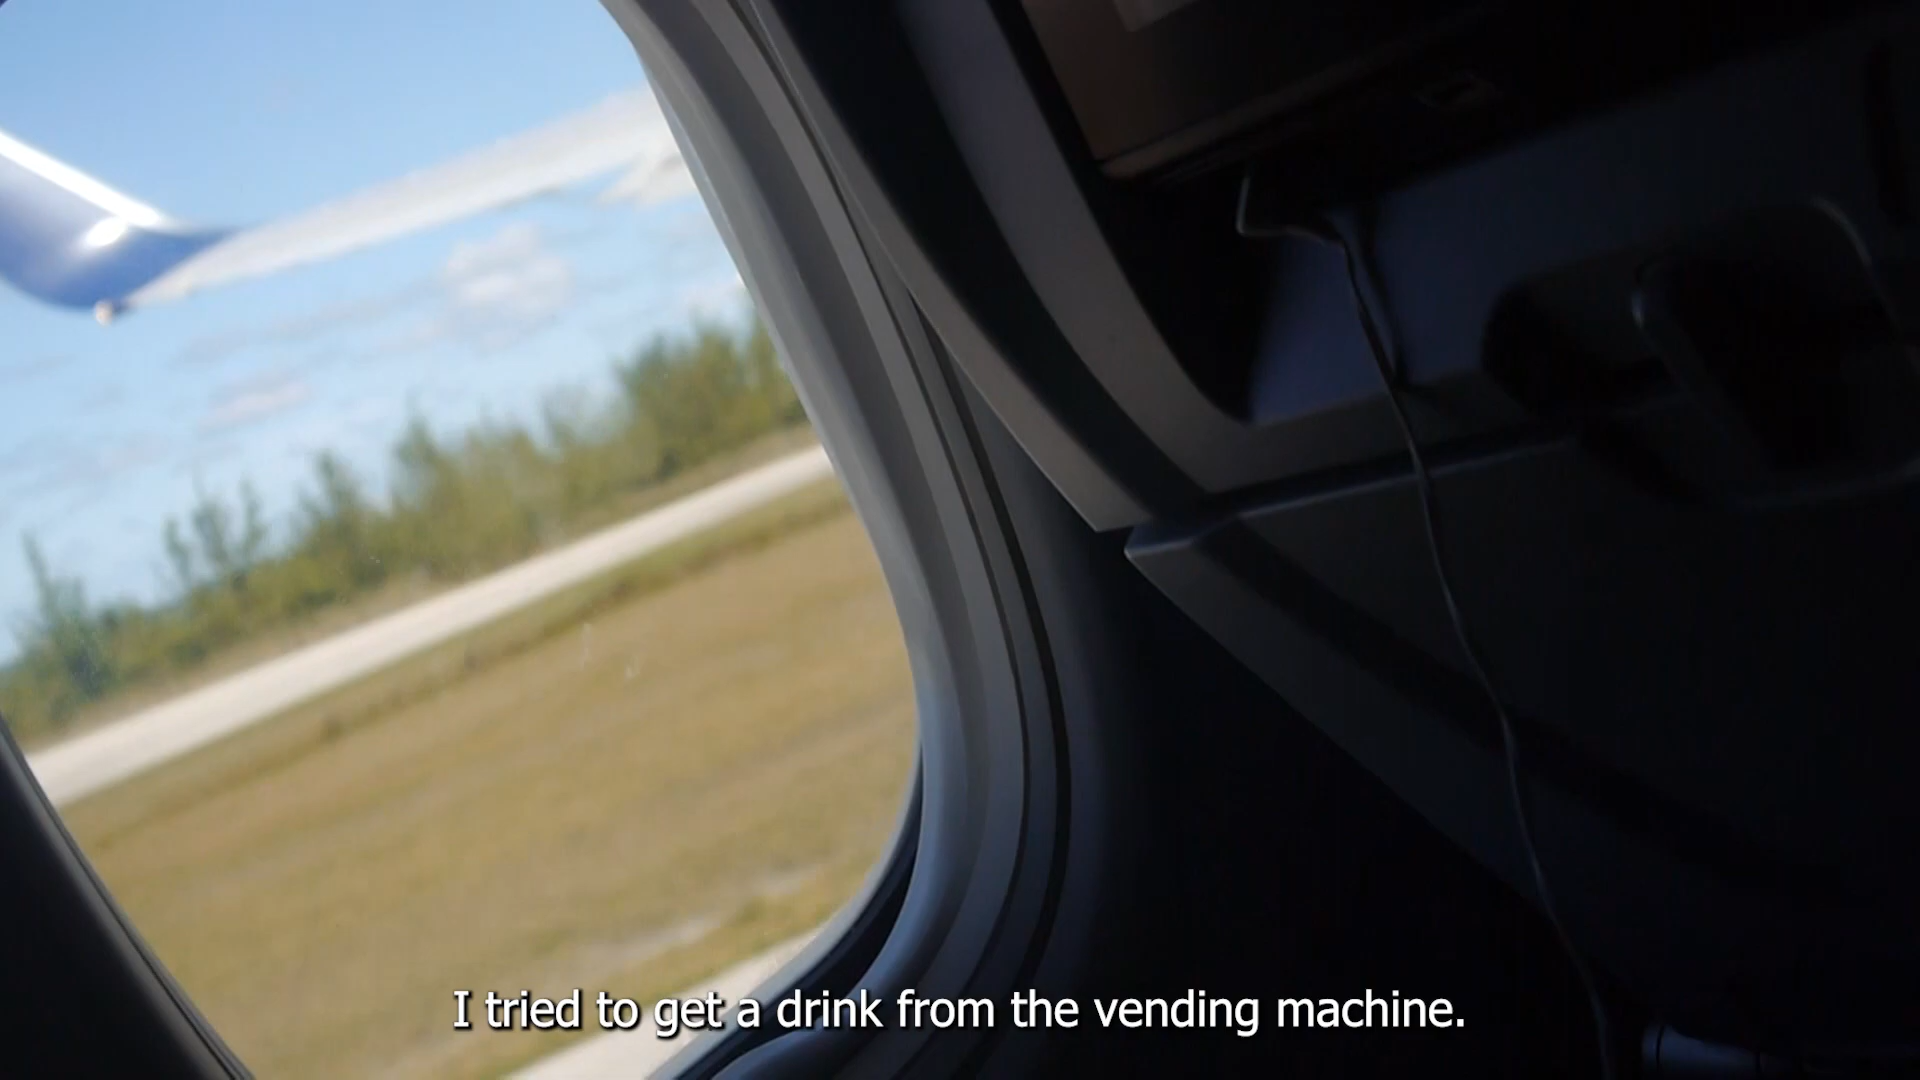 I tried to get a drink from the vending machine.